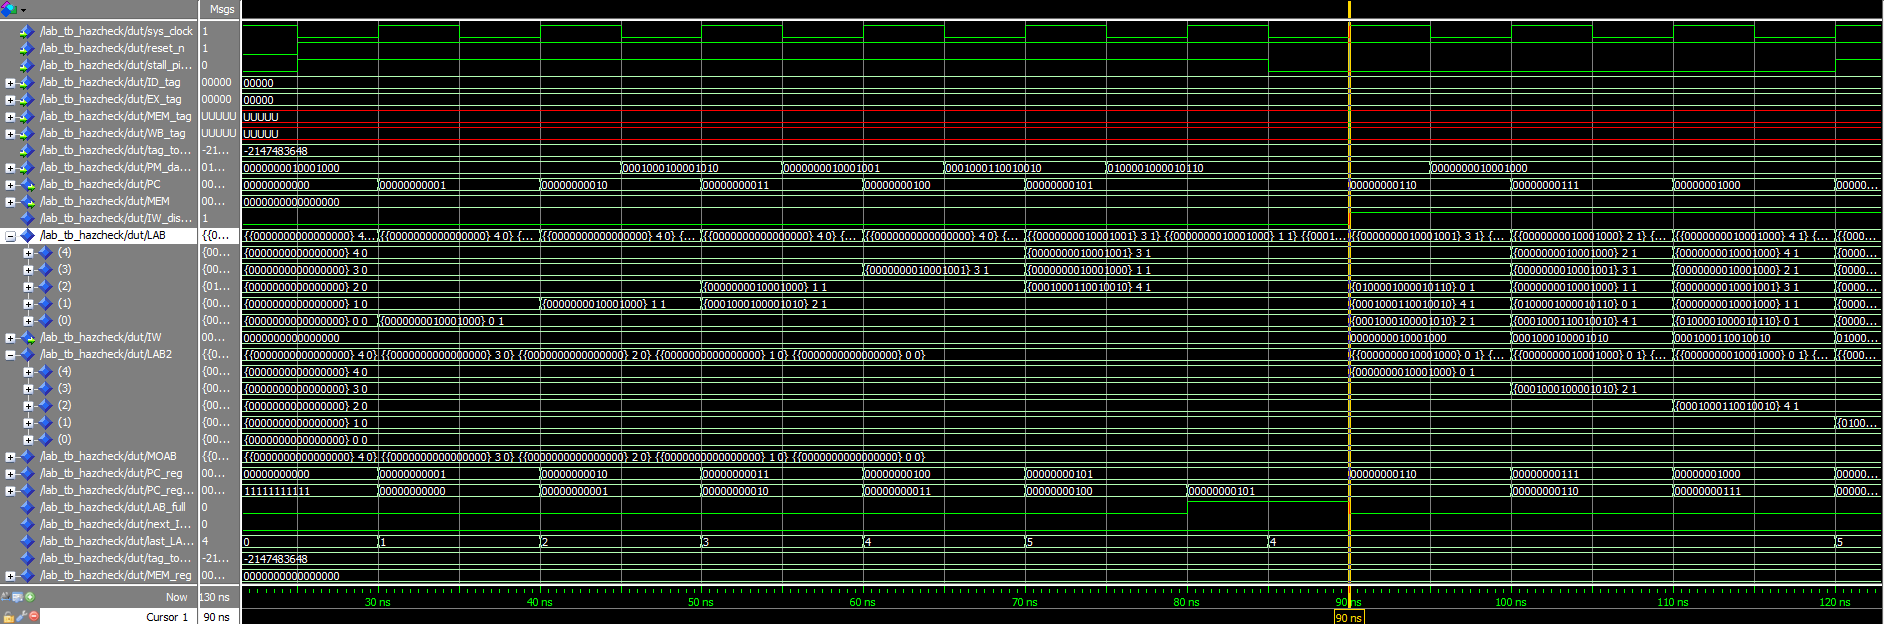 Msgs
/lab_tb_hazcheck/dut/sys_clock 1
/lab_tb_hazcheck/dut/reset_n 1
/lab_tb_hazcheck/dut/stall_pi... 0
/lab_tb_hazcheck/dut/ID_tag 00000 00000
/lab_tb_hazcheck/dut/EX_tag 00000 00000
/lab_tb_hazcheck/dut/MEM_tag UUUUU UUUUU
/lab_tb_hazcheck/dut/WB_tag UUUUU UUUUU
/lab_tb_hazcheck/dut/tag_to... -21... -2147483648
/lab_tb_hazcheck/dut/PM_da... 01... 0000000010001000 0001000100001010 0000000010001001 0001000110010010 0100001000010110 0000000010001000
/lab_tb_hazcheck/dut/PC 00... 00000000000 00000000001 00000000010 00000000011 00000000100 00000000101 00000000110 00000000111 00000001000 00000...
/lab_tb_hazcheck/dut/MEM 00... 0000000000000000
/lab_tb_hazcheck/dut/IW_dis... 1
/lab_tb_hazcheck/dut/LAB {{0... {{0000000000000000} 4... {{0000000000000000} 4 0} {... {{0000000000000000} 4 0} {... {{0000000000000000} 4 0} {... {{0000000000000000} 4 0} {... {{0000000010001001} 3 1} {{0000000010001000} 1 1} {{0001... {{0000000010001001} 3 1} {... {{0000000010001000} 2 1} {... {{0000000010001000} 4 1} {... {{000...
(4) {00... {0000000000000000} 4 0 {0000000010001001} 3 1 {0000000010001000} 2 1 {0000000010001000} 4 1 {0000...
(3) {00... {0000000000000000} 3 0 {0000000010001001} 3 1 {0000000010001000} 1 1 {0000000010001001} 3 1 {0000000010001000} 2 1 {0000...
(2) {01... {0000000000000000} 2 0 {0000000010001000} 1 1 {0001000110010010} 4 1 {0100001000010110} 0 1 {0000000010001000} 1 1 {0000000010001001} 3 1 {0000...
(1) {00... {0000000000000000} 1 0 {0000000010001000} 1 1 {0001000100001010} 2 1 {0001000110010010} 4 1 {0100001000010110} 0 1 {0000000010001000} 1 1 {0000...
(0) {00... {0000000000000000} 0 0 {0000000010001000} 0 1 {0001000100001010} 2 1 {0001000110010010} 4 1 {0100001000010110} 0 1 {0000...
/lab_tb_hazcheck/dut/IW 00... 0000000000000000 0000000010001000 0001000100001010 0001000110010010 01000...
/lab_tb_hazcheck/dut/LAB2 {{0... {{0000000000000000} 4 0} {{0000000000000000} 3 0} {{0000000000000000} 2 0} {{0000000000000000} 1 0} {{0000000000000000} 0 0} {{0000000010001000} 0 1} {... {{0000000010001000} 0 1} {... {{0000000010001000} 0 1} {... {{000...
(4) {00... {0000000000000000} 4 0 {0000000010001000} 0 1
(3) {00... {0000000000000000} 3 0 {0001000100001010} 2 1
(2) {00... {0000000000000000} 2 0 {0001000110010010} 4 1
(1) {00... {0000000000000000} 1 0 {0100...
(0) {00... {0000000000000000} 0 0
/lab_tb_hazcheck/dut/MOAB {{0... {{0000000000000000} 4 0} {{0000000000000000} 3 0} {{0000000000000000} 2 0} {{0000000000000000} 1 0} {{0000000000000000} 0 0}
/lab_tb_hazcheck/dut/PC_reg 00... 00000000000 00000000001 00000000010 00000000011 00000000100 00000000101 00000000110 00000000111 00000001000 00000...
/lab_tb_hazcheck/dut/PC_reg... 00... 11111111111 00000000000 00000000001 00000000010 00000000011 00000000100 00000000101 00000000110 00000000111 00000...
/lab_tb_hazcheck/dut/LAB_full 0
/lab_tb_hazcheck/dut/next_I... 0
/lab_tb_hazcheck/dut/last_LA... 4 0 1 2 3 4 5 4 5
/lab_tb_hazcheck/dut/tag_to... -21... -2147483648
/lab_tb_hazcheck/dut/MEM_reg 00... 0000000000000000
Now 130 ns 30 ns 40 ns 50 ns 60 ns 70 ns 80 ns 90 ns 100 ns 110 ns 120 ns
Cursor 1 90 ns 90 ns